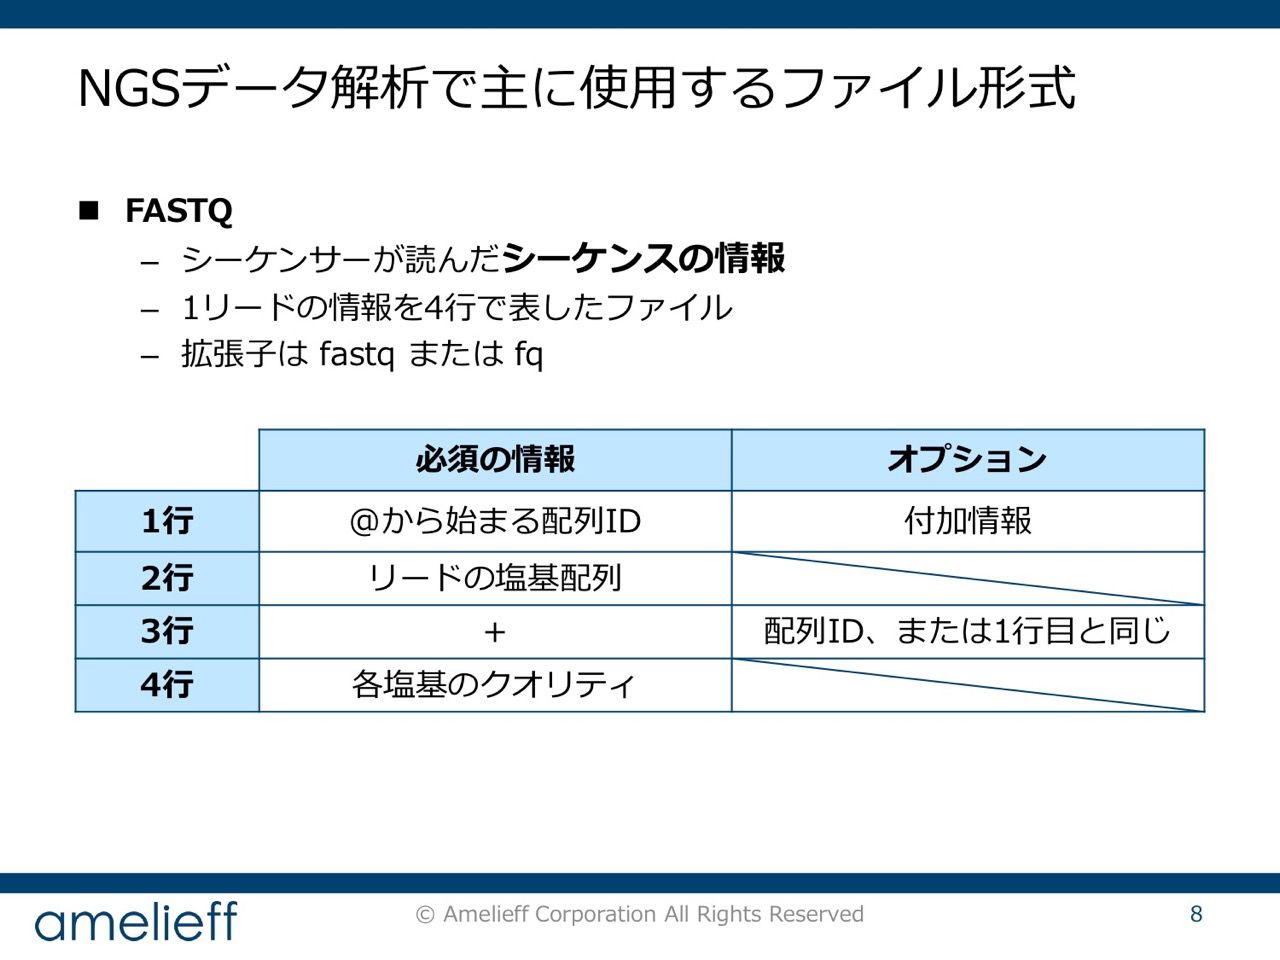 NGSデータ解析で主に使用するファイル形式
■ FASTQ
– シーケンサーが読んだシーケンスの情報
– 1リードの情報を4行で表したファイル
– 拡張子は fastq または fq
必須の情報 オプション
1行 @から始まる配列ID 付加情報
2行 リードの塩基配列
3行 + 配列ID、または1行目と同じ
4行 各塩基のクオリティ
amelieff © Amelieff Corporation All Rights Reserved 8